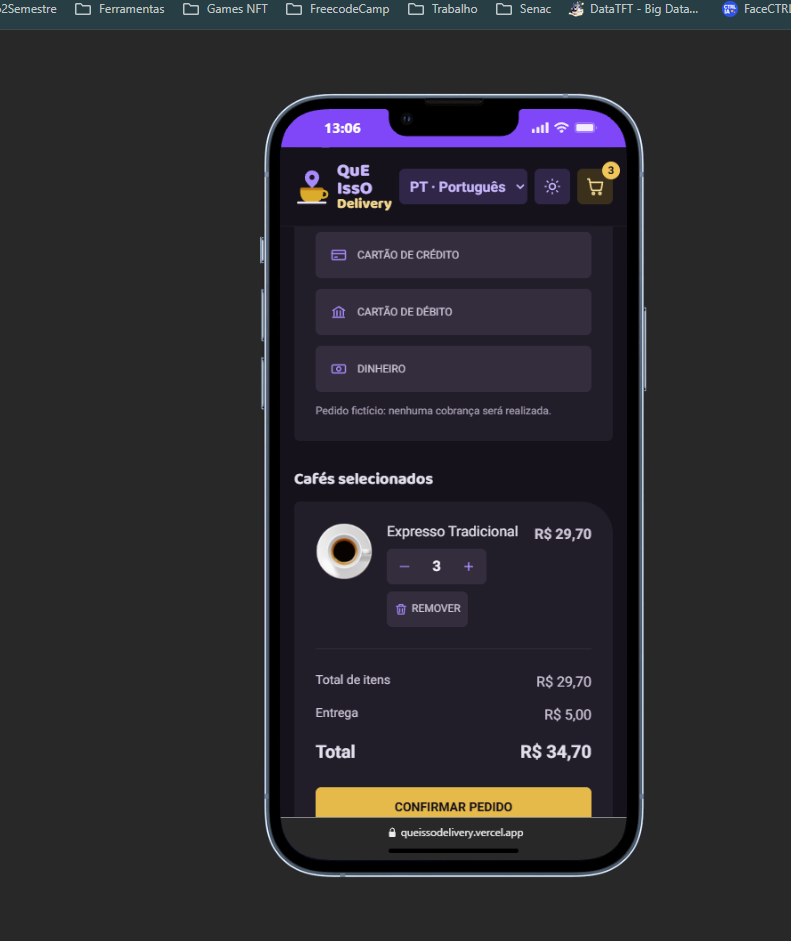 2Semestre Ferramentas Games NFT FreecodeCamp Trabalho Senac DataTFT - Big Data... FaceCTRL
13:06
QuE
IssO
Delivery
PT · Português
3
CARTÃO DE CRÉDITO
CARTÃO DE DÉBITO
DINHEIRO
Pedido fictício: nenhuma cobrança será realizada.
Cafés selecionados
Expresso Tradicional R$ 29,70
− 3 +
REMOVER
Total de itens R$ 29,70
Entrega R$ 5,00
Total R$ 34,70
CONFIRMAR PEDIDO
queissodelivery.vercel.app